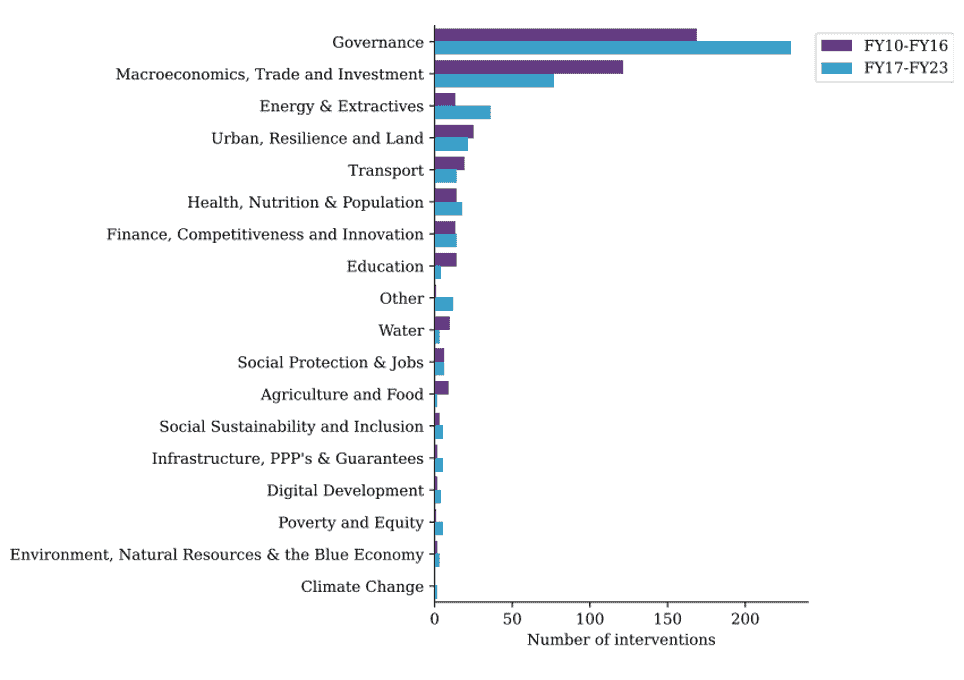 Governance
Macroeconomics, Trade and Investment
Energy & Extractives
Urban, Resilience and Land
Transport
Health, Nutrition & Population
Finance, Competitiveness and Innovation
Education
Other
Water
Social Protection & Jobs
Agriculture and Food
Social Sustainability and Inclusion
Infrastructure, PPP's & Guarantees
Digital Development
Poverty and Equity
Environment, Natural Resources & the Blue Economy
Climate Change
0 50 100 150 200
Number of interventions
FY10-FY16
FY17-FY23